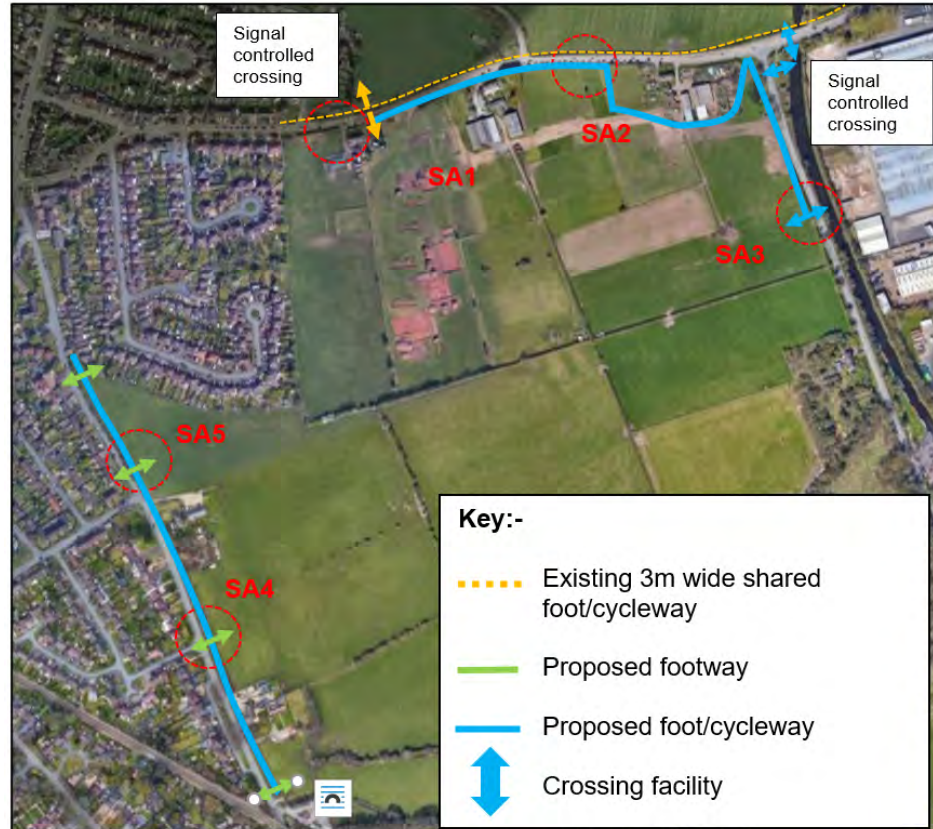 Signal
controlled
crossing
Signal
controlled
crossing
SA1
SA2
SA3
SA5
SA4
Key:-
Existing 3m wide shared
foot/cycleway
Proposed footway
Proposed foot/cycleway
Crossing facility